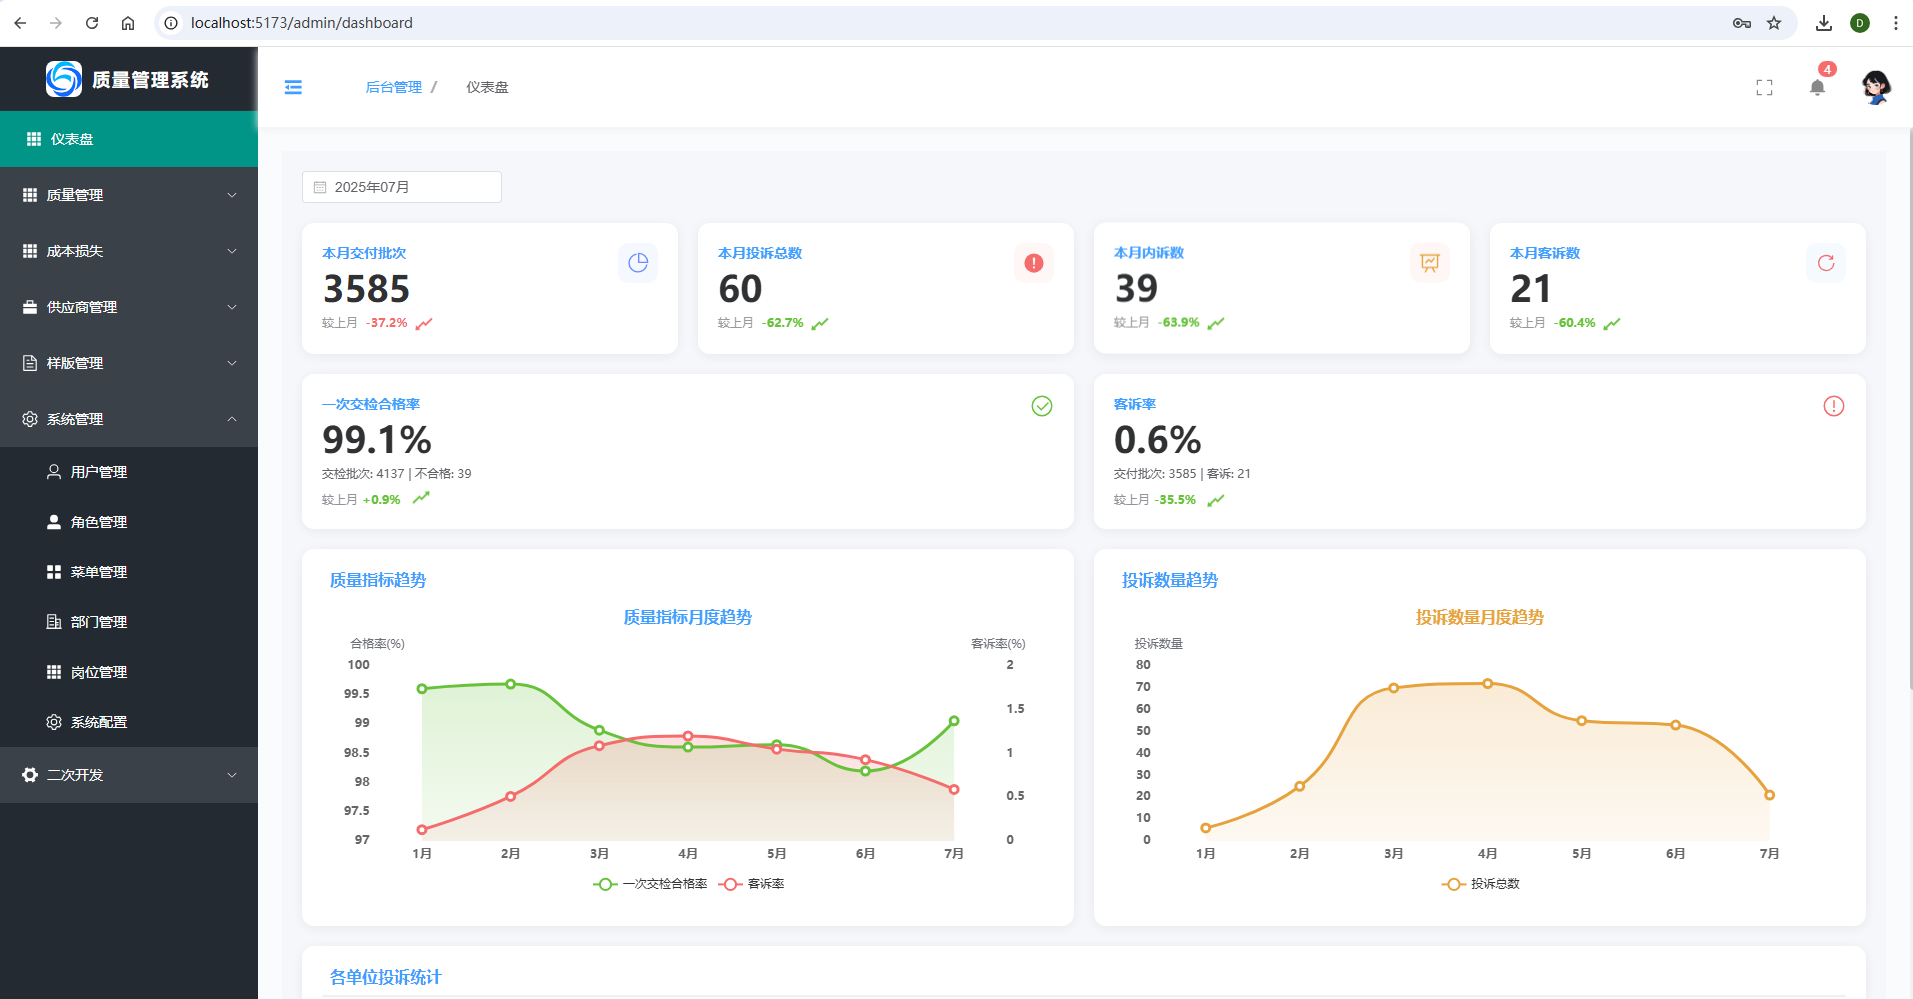 localhost:5173/admin/dashboard
D
质量管理系统
仪表盘
质量管理
成本损失
供应商管理
样版管理
系统管理
用户管理
角色管理
菜单管理
部门管理
岗位管理
系统配置
二次开发
后台管理 / 仪表盘
4
2025年07月
本月交付批次
3585
较上月 -37.2%
本月投诉总数
60
较上月 -62.7%
本月内诉数
39
较上月 -63.9%
本月客诉数
21
较上月 -60.4%
一次交检合格率
99.1%
交检批次: 4137 | 不合格: 39
较上月 +0.9%
客诉率
0.6%
交付批次: 3585 | 客诉: 21
较上月 -35.5%
质量指标趋势
质量指标月度趋势
合格率(%)
客诉率(%)
100
99.5
99
98.5
98
97.5
97
2
1.5
1
0.5
0
1月 2月 3月 4月 5月 6月 7月
一次交检合格率 客诉率
投诉数量趋势
投诉数量月度趋势
投诉数量
80
70
60
50
40
30
20
10
0
1月 2月 3月 4月 5月 6月 7月
投诉总数
各单位投诉统计